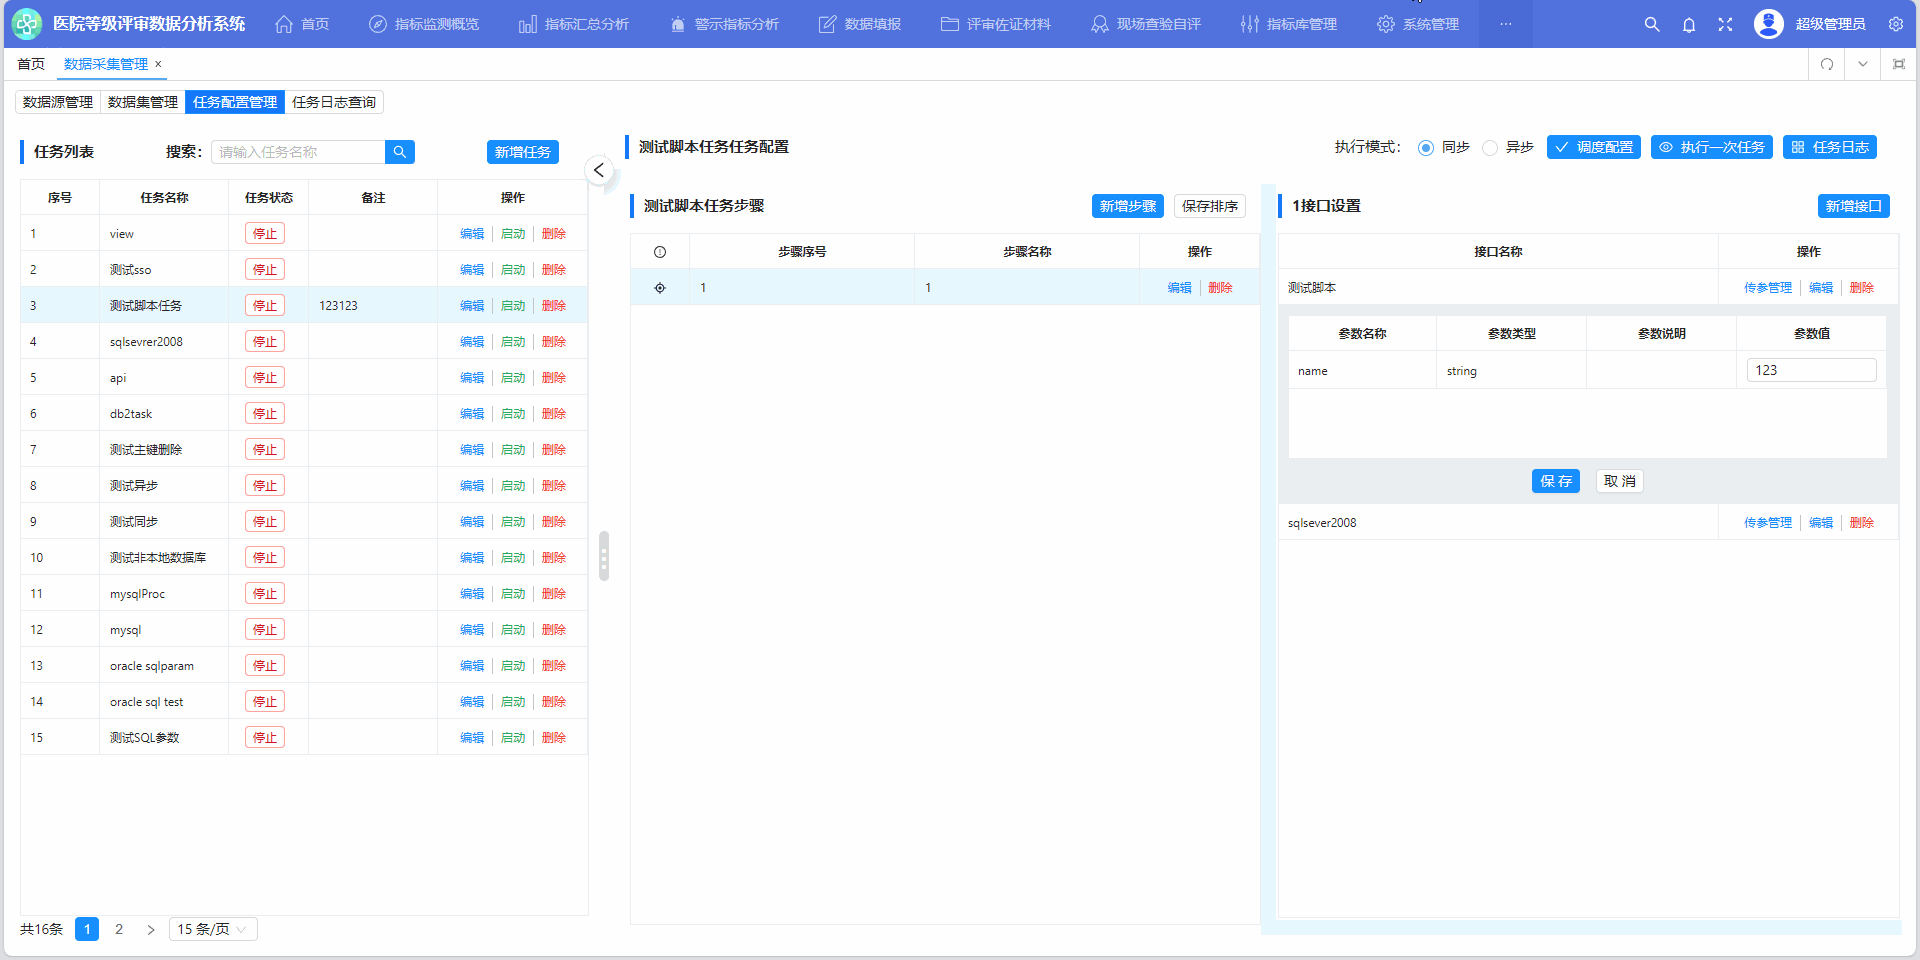 医院等级评审数据分析系统 首页 指标监测概览 指标汇总分析 警示指标分析 数据填报 评审佐证材料 现场查验自评 指标库管理 系统管理 ··· 超级管理员
首页 数据采集管理 ×
数据源管理 数据集管理 任务配置管理 任务日志查询
任务列表 搜索: 请输入任务名称 新增任务
序号 任务名称 任务状态 备注 操作
1 view 停止 编辑 启动 删除
2 测试sso 停止 编辑 启动 删除
3 测试脚本任务 停止 123123 编辑 启动 删除
4 sqlsevrer2008 停止 编辑 启动 删除
5 api 停止 编辑 启动 删除
6 db2task 停止 编辑 启动 删除
7 测试主键删除 停止 编辑 启动 删除
8 测试异步 停止 编辑 启动 删除
9 测试同步 停止 编辑 启动 删除
10 测试非本地数据库 停止 编辑 启动 删除
11 mysqlProc 停止 编辑 启动 删除
12 mysql 停止 编辑 启动 删除
13 oracle sqlparam 停止 编辑 启动 删除
14 oracle sql test 停止 编辑 启动 删除
15 测试SQL参数 停止 编辑 启动 删除
共16条 1 2 > 15 条/页
测试脚本任务任务配置 执行模式: 同步 异步 调度配置 执行一次任务 任务日志
测试脚本任务步骤 新增步骤 保存排序
步骤序号 步骤名称 操作
1 1 编辑 删除
1接口设置 新增接口
接口名称 操作
测试脚本 传参管理 编辑 删除
参数名称 参数类型 参数说明 参数值
name string 123
保 存 取 消
sqlsever2008 传参管理 编辑 删除